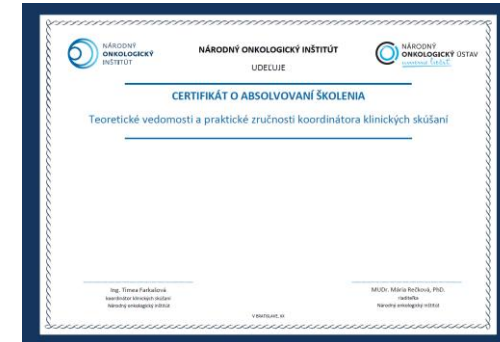 NÁRODNÝ
ONKOLOGICKÝ
INŠTITÚT
NÁRODNÝ ONKOLOGICKÝ INŠTITÚT
UDEĽUJE
NÁRODNÝ
ONKOLOGICKÝ ÚSTAV
CERTIFIKÁT O ABSOLVOVANÍ ŠKOLENIA
Teoretické vedomosti a praktické zručnosti koordinátora klinických skúšaní
Ing. Timea Farkašová
koordinátor klinických skúšaní
Národný onkologický inštitút
MUDr. Mária Rečková, PhD.
riaditeľka
Národný onkologický inštitút
V BRATISLAVE,